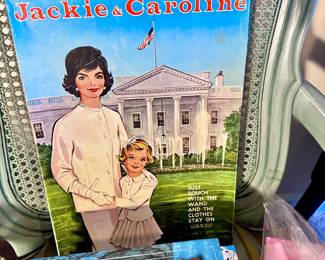 Jackie & Caroline
JUST
TOUCH
WITH THE
WAND
AND THE
CLOTHES
STAY ON